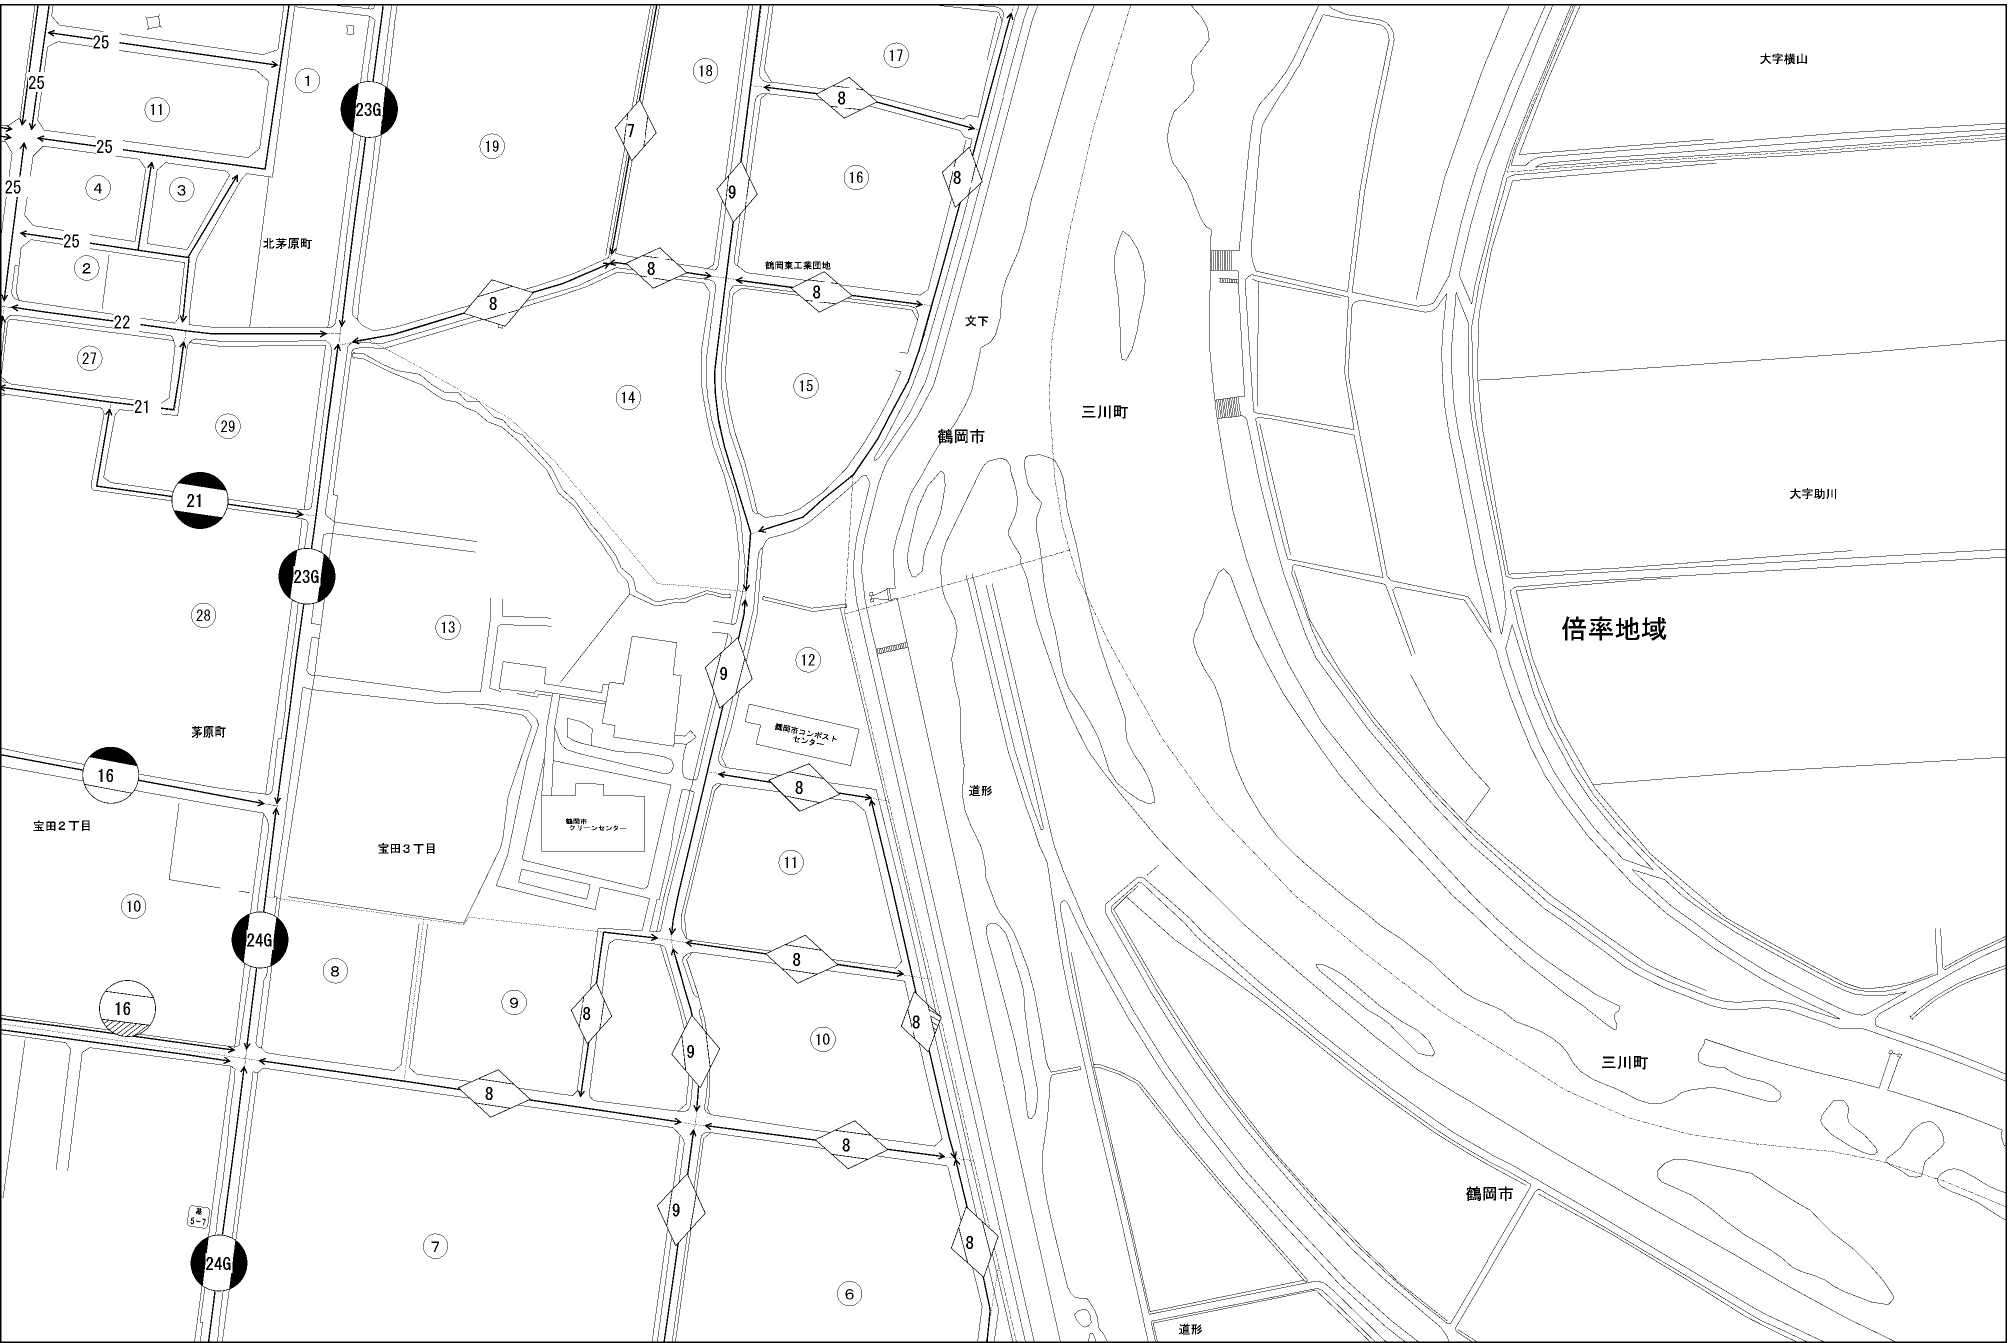 25
17
大字横山
18
1
25
11
23G
8
7
19
25
16
8
25
4
3
9
25
北茅原町
2
鶴岡東工業団地
8
8
8
22
文下
27
15
14
21
三川町
29
鶴岡市
大字助川
21
23G
28
13
倍率地域
12
9
茅原町
鶴岡市コンポスト
センター
16
8
道形
宝田2丁目
鶴岡市
クリーンセンター
宝田3丁目
11
10
24G
8
8
9
16
8
8
10
9
三川町
8
8
鶴岡市
基
5-7
9
7
8
24G
6
道形